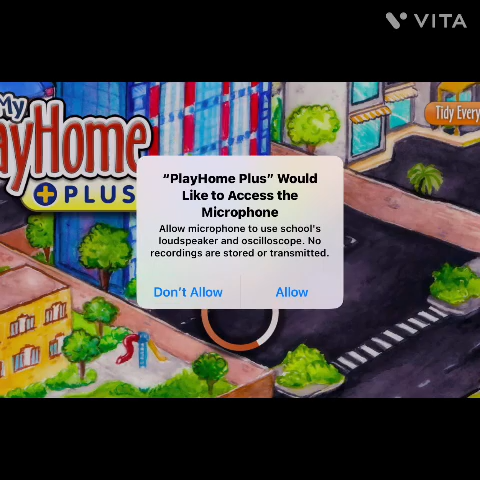 VITA
My
ayHome
PLUS
Tidy Every
“PlayHome Plus” Would
Like to Access the
Microphone
Allow microphone to use school's
loudspeaker and oscilloscope. No
recordings are stored or transmitted.
Don't Allow
Allow